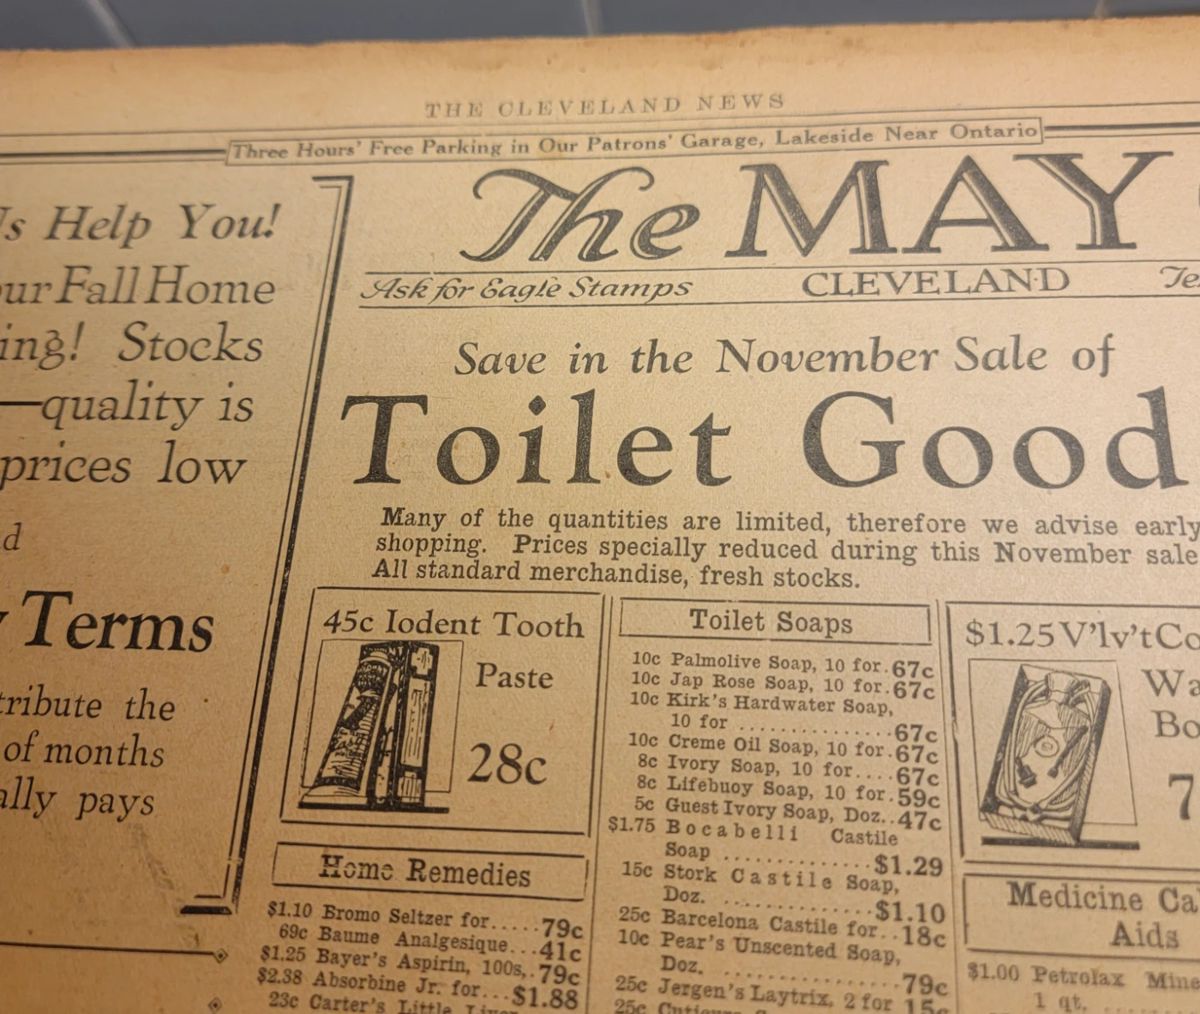 THE CLEVELAND NEWS
Three Hours' Free Parking in Our Patrons' Garage, Lakeside Near Ontario
Us Help You!
our Fall Home
ing! Stocks
—quality is
prices low
d
y Terms
tribute the
of months
ally pays
The MAY
Ask for Eagle Stamps
CLEVELAND
Save in the November Sale of
Toilet Good
Many of the quantities are limited, therefore we advise early
shopping. Prices specially reduced during this November sale
All standard merchandise, fresh stocks.
45c Iodent Tooth
Paste
28c
Home Remedies
$1.10 Bromo Seltzer for.....79c
69c Baume Analgesique...41c
$1.25 Bayer's Aspirin, 100s,.79c
$2.38 Absorbine Jr. for...$1.88
23c Carter's Little
Toilet Soaps
10c Palmolive Soap, 10 for.67c
10c Jap Rose Soap, 10 for.67c
10c Kirk's Hardwater Soap,
10 for ...............67c
10c Creme Oil Soap, 10 for.67c
8c Ivory Soap, 10 for....67c
8c Lifebuoy Soap, 10 for.59c
5c Guest Ivory Soap, Doz..47c
$1.75 Bocabelli Castile
Soap ..............$1.29
15c Stork Castile Soap,
Doz. .............$1.10
25c Barcelona Castile for..18c
10c Pear's Unscented Soap,
Doz. ................79c
25c Jergen's Laytrix, 2 for 15c
25c
$1.25 V'lv't Co
Wa
Bo
7
Medicine Ca
Aids
$1.00 Petrolax Mine
1 qt. ........